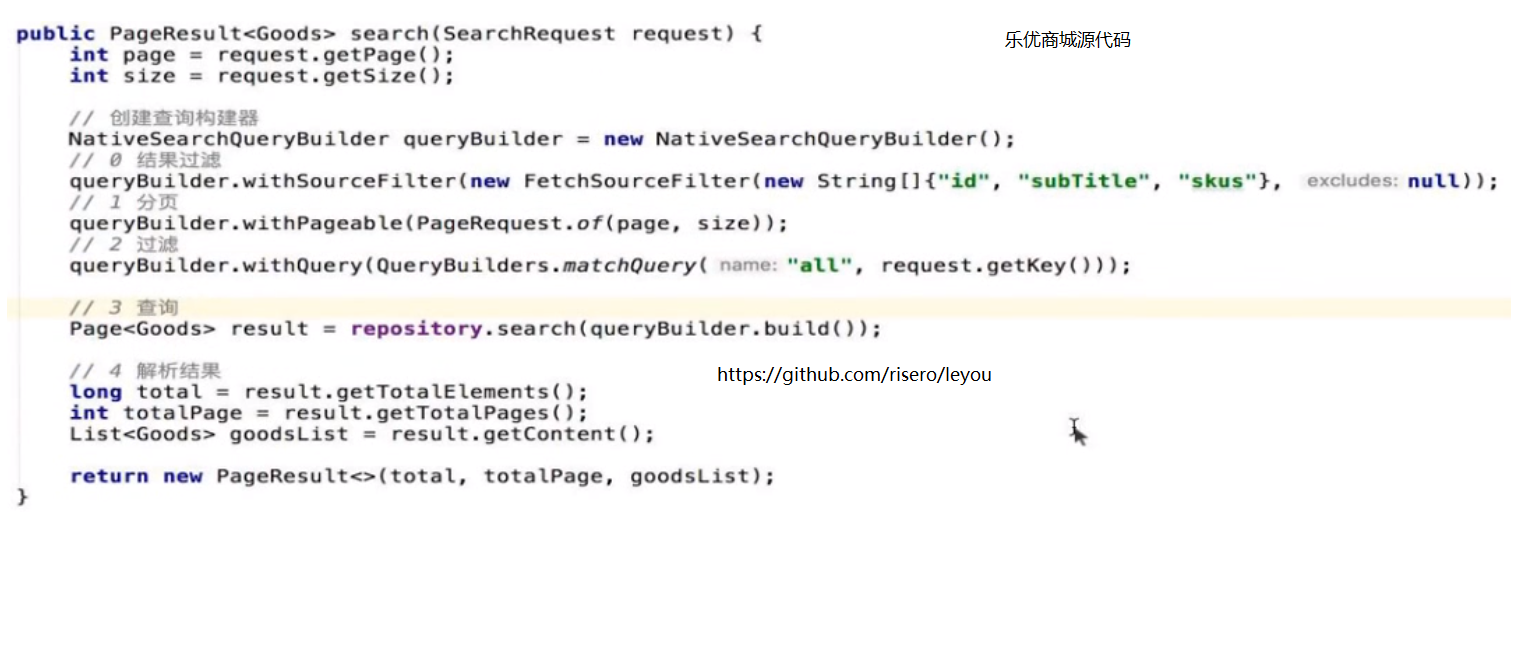 public PageResult<Goods> search(SearchRequest request) {
乐优商城源代码
int page = request.getPage();
int size = request.getSize();
// 创建查询构建器
NativeSearchQueryBuilder queryBuilder = new NativeSearchQueryBuilder();
// 0 结果过滤
queryBuilder.withSourceFilter(new FetchSourceFilter(new String[]{"id", "subTitle", "skus"}, excludes: null));
// 1 分页
queryBuilder.withPageable(PageRequest.of(page, size));
// 2 过滤
queryBuilder.withQuery(QueryBuilders.matchQuery( name: "all", request.getKey()));
// 3 查询
Page<Goods> result = repository.search(queryBuilder.build());
// 4 解析结果
https://github.com/risero/leyou
long total = result.getTotalElements();
int totalPage = result.getTotalPages();
List<Goods> goodsList = result.getContent();
return new PageResult<>(total, totalPage, goodsList);
}